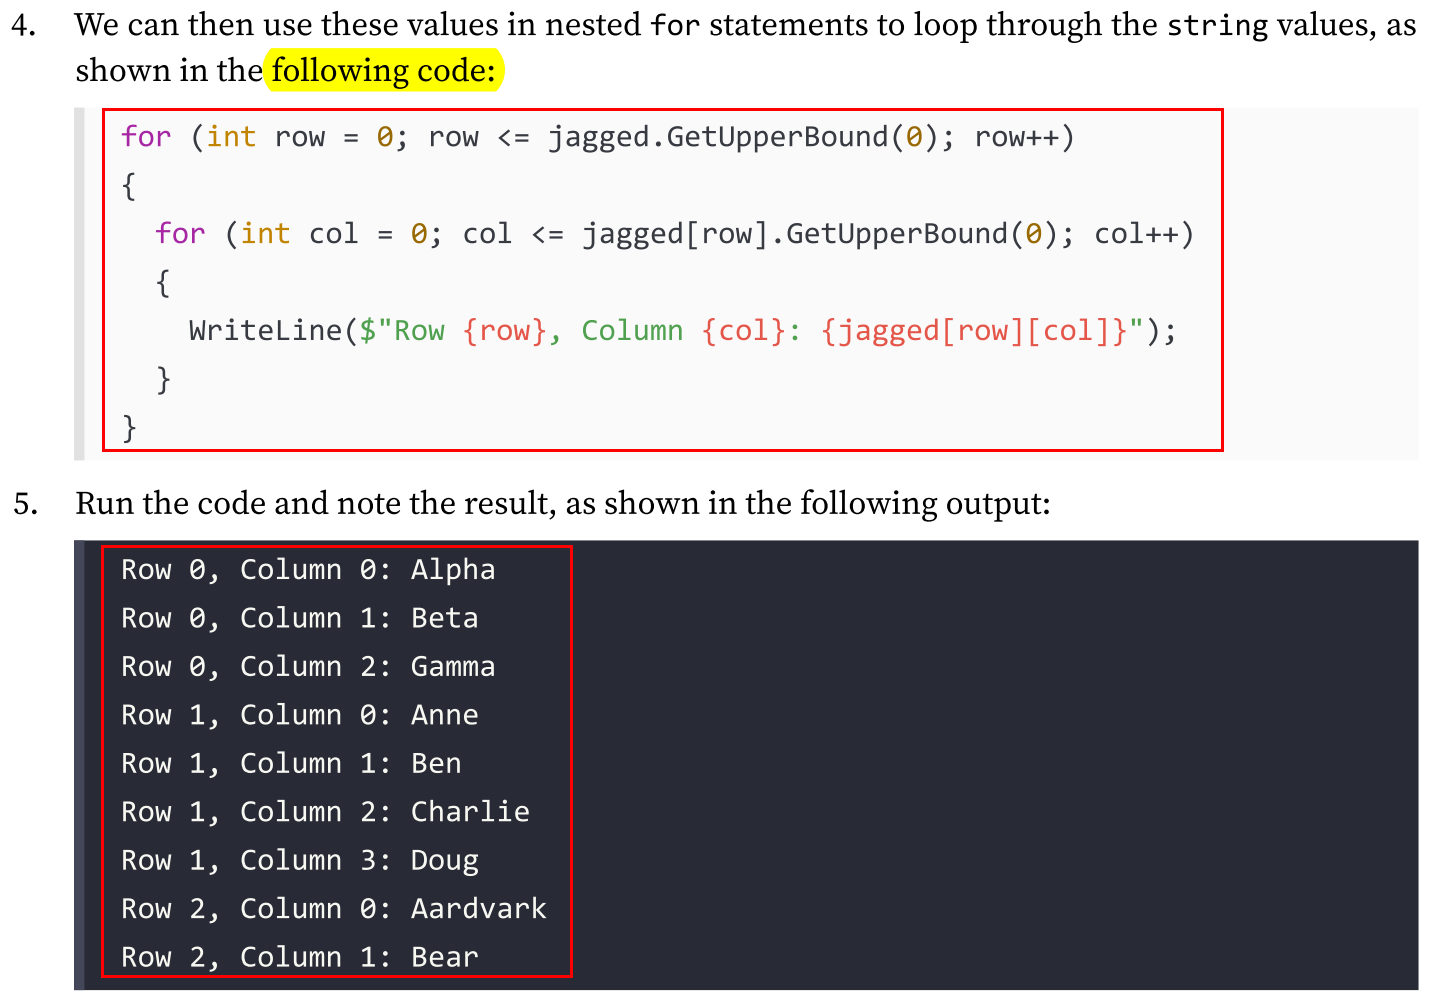 4. We can then use these values in nested for statements to loop through the string values, as
shown in the following code:
for (int row = 0; row <= jagged.GetUpperBound(0); row++)
{
  for (int col = 0; col <= jagged[row].GetUpperBound(0); col++)
  {
    WriteLine($"Row {row}, Column {col}: {jagged[row][col]}");
  }
}
5. Run the code and note the result, as shown in the following output:
Row 0, Column 0: Alpha
Row 0, Column 1: Beta
Row 0, Column 2: Gamma
Row 1, Column 0: Anne
Row 1, Column 1: Ben
Row 1, Column 2: Charlie
Row 1, Column 3: Doug
Row 2, Column 0: Aardvark
Row 2, Column 1: Bear